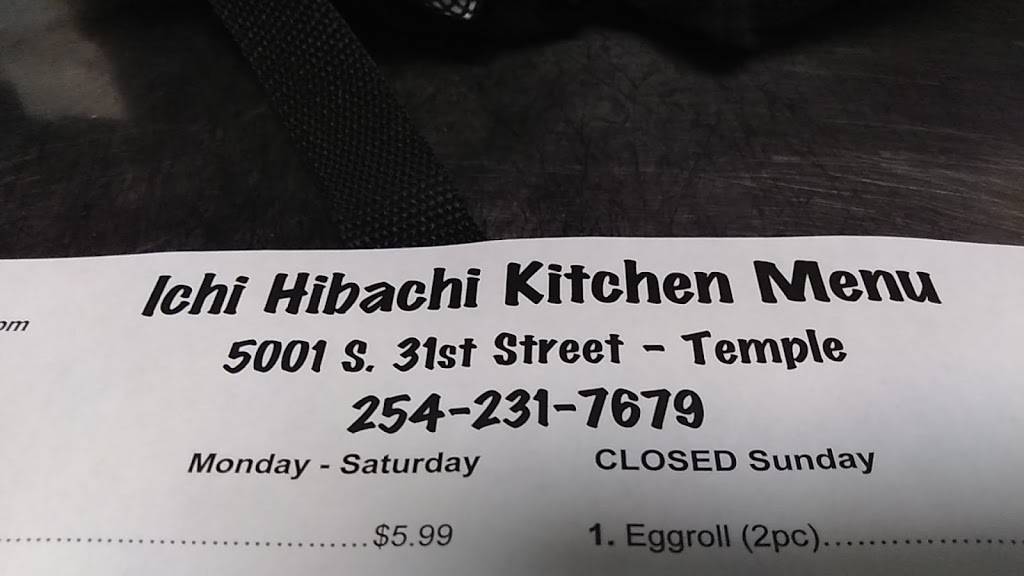 Ichi Hibachi Kitchen Menu
5001 S. 31st Street - Temple
254-231-7679
Monday - Saturday CLOSED Sunday
....................................$5.99 1. Eggroll (2pc)....................